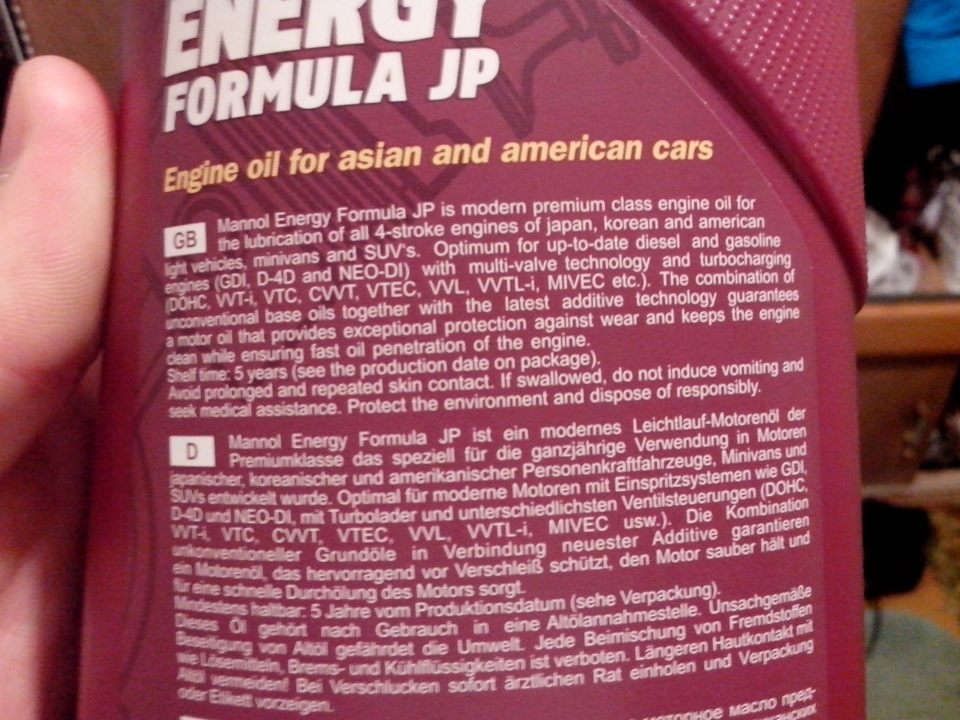 ENERGY
FORMULA JP
Engine oil for asian and american cars
GB Mannol Energy Formula JP is modern premium class engine oil for
the lubrication of all 4-stroke engines of japan, korean and american
light vehicles, minivans and SUV's. Optimum for up-to-date diesel and gasoline
engines (GDI, D-4D and NEO-DI) with multi-valve technology and turbocharging
(DOHC, VVT-i, VTC, CVVT, VTEC, VVL, VVTL-i, MIVEC etc.). The combination of
unconventional base oils together with the latest additive technology guarantees
a motor oil that provides exceptional protection against wear and keeps the engine
clean while ensuring fast oil penetration of the engine.
Shelf time: 5 years (see the production date on package).
Avoid prolonged and repeated skin contact. If swallowed, do not induce vomiting and
seek medical assistance. Protect the environment and dispose of responsibly.
D Mannol Energy Formula JP ist ein modernes Leichtlauf-Motorenöl der
Premiumklasse das speziell für die ganzjährige Verwendung in Motoren
japanischer, koreanischer und amerikanischer Personenkraftfahrzeuge, Minivans und
SUVs entwickelt wurde. Optimal für moderne Motoren mit Einspritzsystemen wie GDI,
D-4D und NEO-DI, mit Turbolader und unterschiedlichsten Ventilsteuerungen (DOHC,
VVT-i, VTC, CVVT, VTEC, VVL, VVTL-i, MIVEC usw.). Die Kombination
unkonventioneller Grundöle in Verbindung neuester Additive garantieren
ein Motorenöl, das hervorragend vor Verschleiß schützt, den Motor sauber hält und
für eine schnelle Durchölung des Motors sorgt.
Mindestens haltbar: 5 Jahre vom Produktionsdatum (sehe Verpackung).
Dieses Öl gehört nach Gebrauch in eine Altölannahmestelle. Unsachgemäße
Beseitigung von Altöl gefährdet die Umwelt. Jede Beimischung von Fremdstoffen
wie Lösemitteln, Brems- und Kühlflüssigkeiten ist verboten. Längeren Hautkontakt mit
Altöl vermeiden! Bei Verschlucken sofort ärztlichen Rat einholen und Verpackung
oder Etikett vorzeigen.
моторное масло пред-